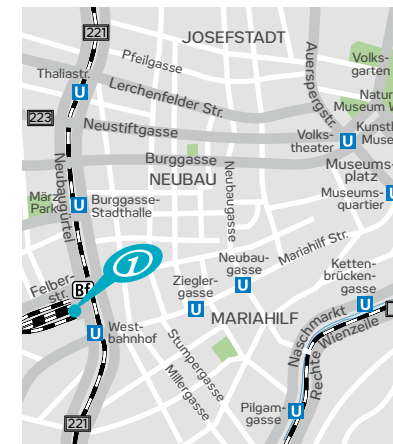 221
JOSEFSTADT
Pfeilgasse
Auerspergstr.
Volks-
garten
Thaliastr.
U
Lerchenfelder Str.
Natur
Museum W
223
Neustiftgasse
Volks-
theater
U
Kunst
Muse
Burggasse
NEUBAU
Museums-
platz
Museums-
quartier
U
Neubaugürtel
März
Park
U
Burggasse-
Stadthalle
Neubaugasse
Mariahilf Str.
1
Neubau-
gasse
U
Ketten-
brücken-
gasse
U
Felber-
str.
Bf
Ziegler-
gasse
U
MARIAHILF
U
West-
bahnhof
Stumpergasse
Millergasse
Naschmarkt
Rechte Wienzeile
221
Pilgam-
gasse
U